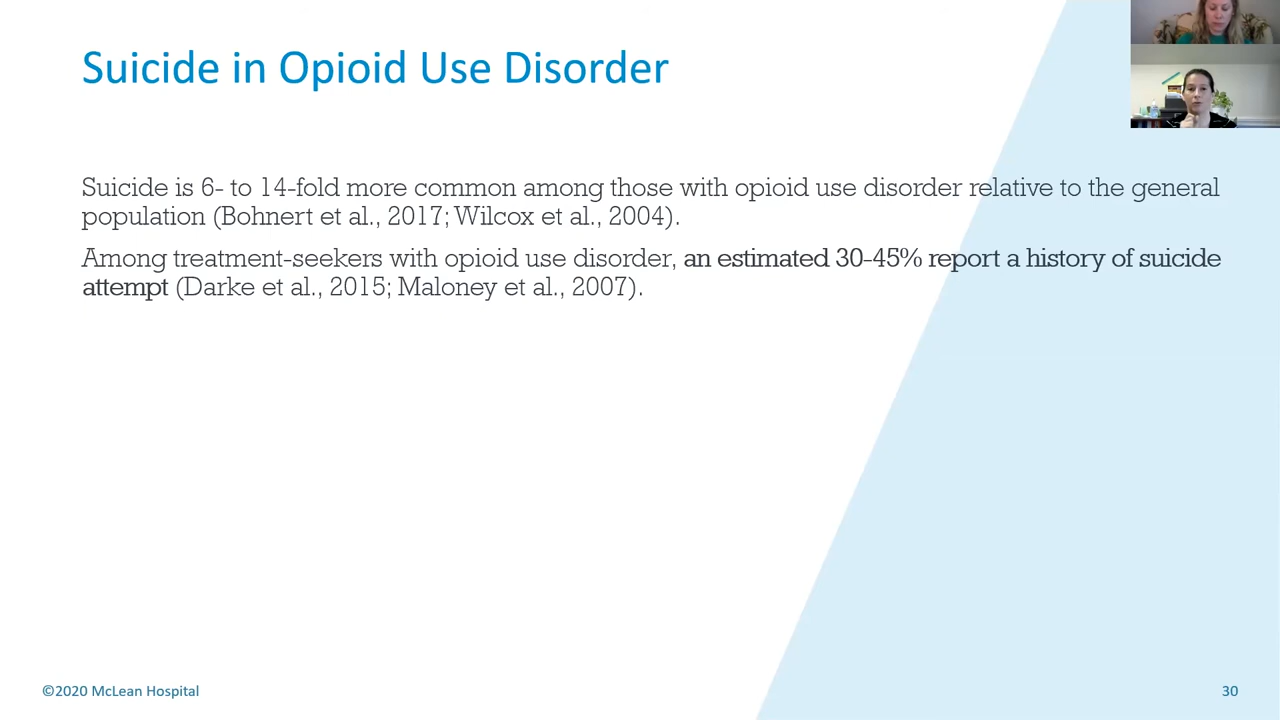 Suicide in Opioid Use Disorder
Suicide is 6- to 14-fold more common among those with opioid use disorder relative to the general
population (Bohnert et al., 2017; Wilcox et al., 2004).
Among treatment-seekers with opioid use disorder, an estimated 30-45% report a history of suicide
attempt (Darke et al., 2015; Maloney et al., 2007).
©2020 McLean Hospital
30